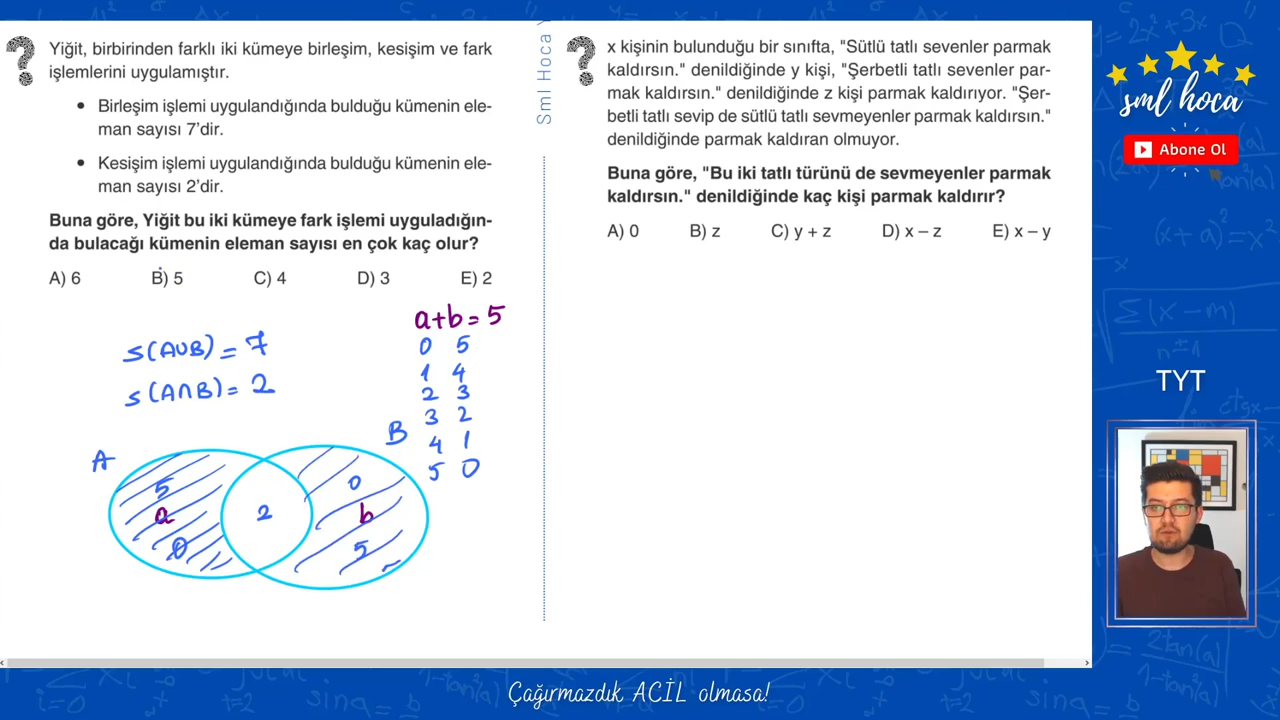 Yiğit, birbirinden farklı iki kümeye birleşim, kesişim ve fark
işlemlerini uygulamıştır.
• Birleşim işlemi uygulandığında bulduğu kümenin ele-
man sayısı 7’dir.
• Kesişim işlemi uygulandığında bulduğu kümenin ele-
man sayısı 2’dir.
Buna göre, Yiğit bu iki kümeye fark işlemi uyguladığın-
da bulacağı kümenin eleman sayısı en çok kaç olur?
A) 6 B) 5 C) 4 D) 3 E) 2
s(A∪B) = 7
s(A∩B) = 2
a+b = 5
0 5
1 4
2 3
3 2
4 1
5 0
A
B
5
a
0
2
0
b
5
Sml Hoca
x kişinin bulunduğu bir sınıfta, "Sütlü tatlı sevenler parmak
kaldırsın." denildiğinde y kişi, "Şerbetli tatlı sevenler par-
mak kaldırsın." denildiğinde z kişi parmak kaldırıyor. "Şer-
betli tatlı sevip de sütlü tatlı sevmeyenler parmak kaldırsın."
denildiğinde parmak kaldıran olmuyor.
Buna göre, "Bu iki tatlı türünü de sevmeyenler parmak
kaldırsın." denildiğinde kaç kişi parmak kaldırır?
A) 0 B) z C) y + z D) x – z E) x – y
sml hoca
Abone Ol
TYT
Çağırmazdık ACİL olmasa!